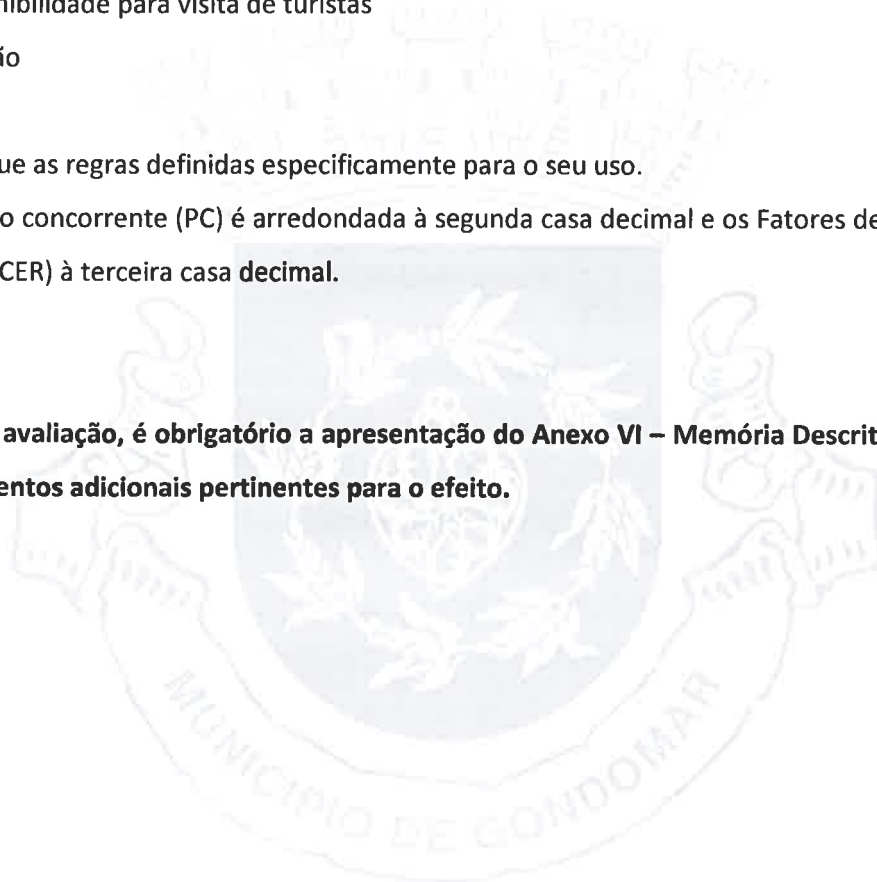 nibilidade para visita de turistas
ão
ue as regras definidas especificamente para o seu uso.
o concorrente (PC) é arredondada à segunda casa decimal e os Fatores de
CER) à terceira casa decimal.
avaliação, é obrigatório a apresentação do Anexo VI – Memória Descrit
entos adicionais pertinentes para o efeito.
MUNICÍPIO DE GONDOMAR